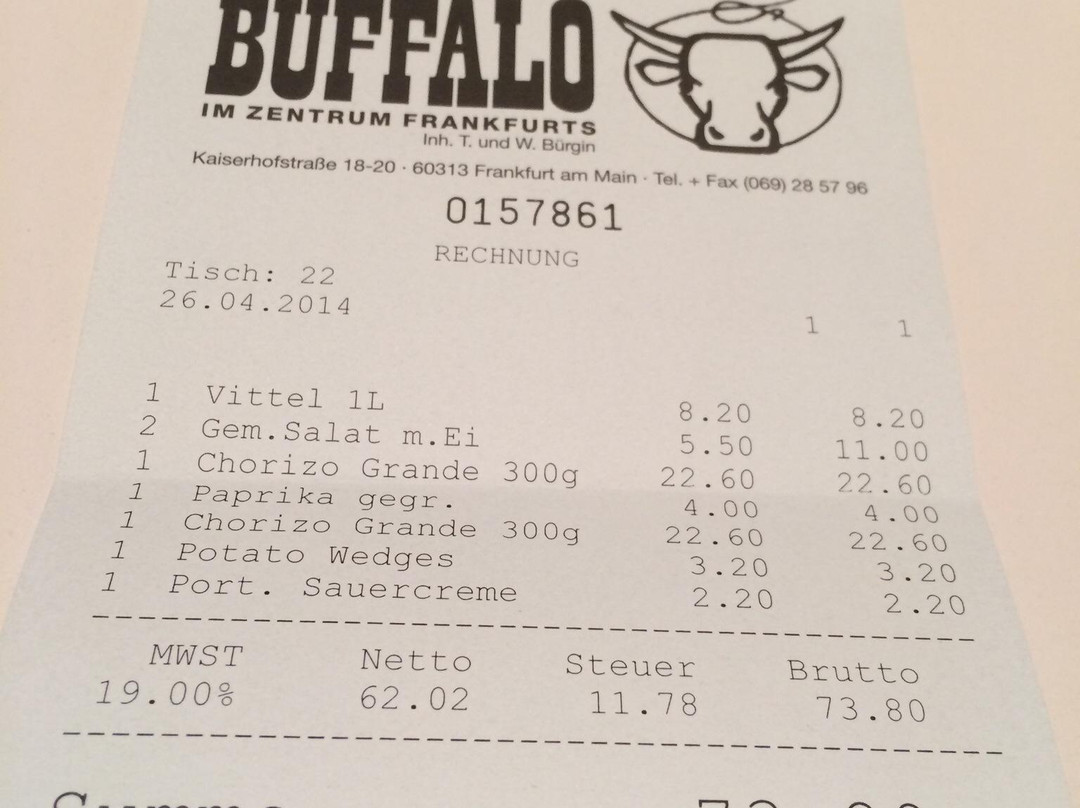 BUFFALO
IM ZENTRUM FRANKFURTS
Inh. T. und W. Bürgin
Kaiserhofstraße 18-20 · 60313 Frankfurt am Main · Tel. + Fax (069) 28 57 96
0157861
RECHNUNG
Tisch: 22
26.04.2014
1 1
1 Vittel 1L 8.20 8.20
2 Gem.Salat m.Ei 5.50 11.00
1 Chorizo Grande 300g 22.60 22.60
1 Paprika gegr. 4.00 4.00
1 Chorizo Grande 300g 22.60 22.60
1 Potato Wedges 3.20 3.20
1 Port. Sauercreme 2.20 2.20
MWST Netto Steuer Brutto
19.00% 62.02 11.78 73.80